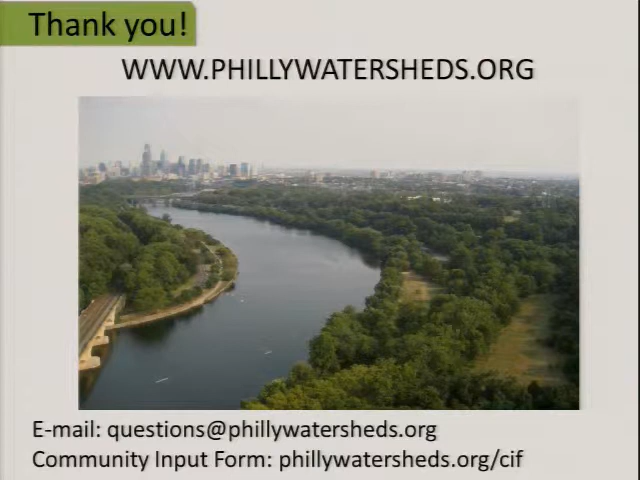 Thank you!
WWW.PHILLYWATERSHEDS.ORG
E-mail: questions@phillywatersheds.org
Community Input Form: phillywatersheds.org/cif